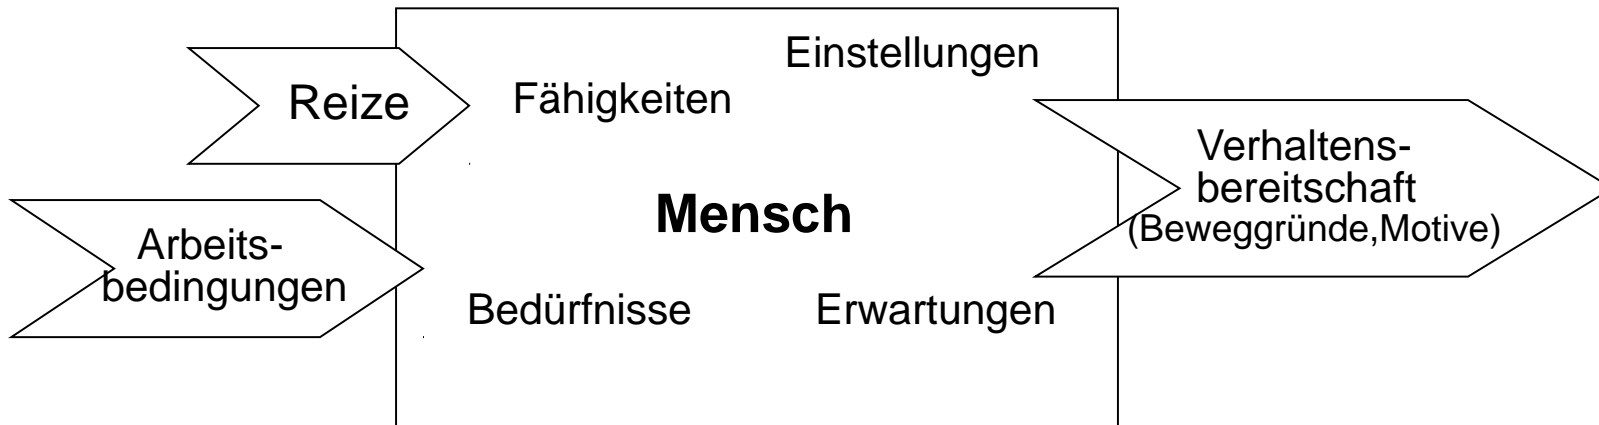 Einstellungen
Reize
Fähigkeiten
Verhaltens-
bereitschaft
(Beweggründe,Motive)
Mensch
Arbeits-
bedingungen
Bedürfnisse
Erwartungen